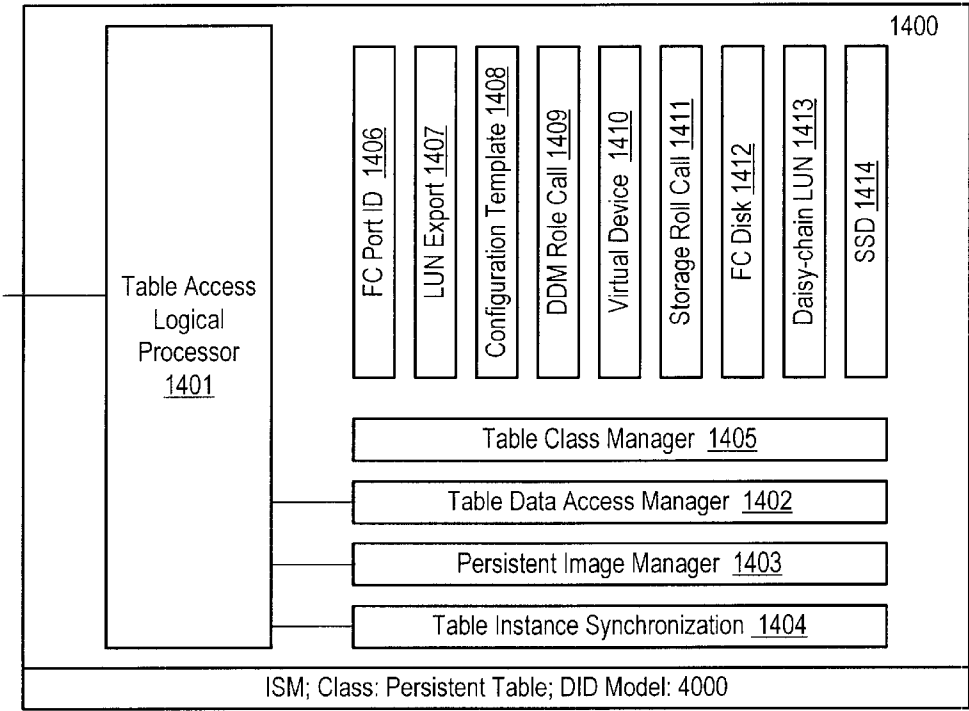 1400
Table Access
Logical
Processor
1401
FC Port ID 1406
LUN Export 1407
Configuration Template 1408
DDM Role Call 1409
Virtual Device 1410
Storage Roll Call 1411
FC Disk 1412
Daisy-chain LUN 1413
SSD 1414
Table Class Manager 1405
Table Data Access Manager 1402
Persistent Image Manager 1403
Table Instance Synchronization 1404
ISM; Class: Persistent Table; DID Model: 4000